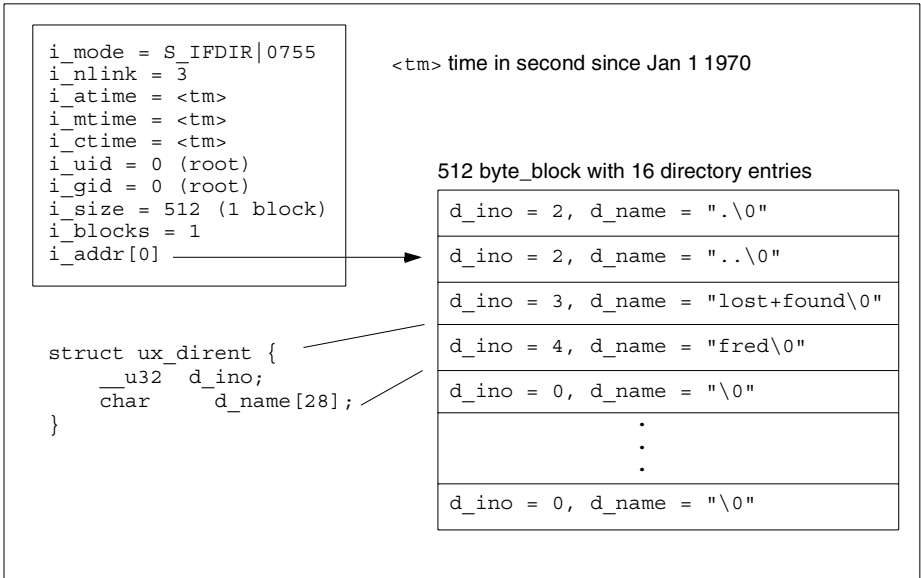 i_mode = S_IFDIR|0755
i_nlink = 3
i_atime = <tm>
i_mtime = <tm>
i_ctime = <tm>
i_uid = 0 (root)
i_gid = 0 (root)
i_size = 512 (1 block)
i_blocks = 1
i_addr[0]
<tm> time in second since Jan 1 1970
512 byte_block with 16 directory entries
d_ino = 2, d_name = ".\0"
d_ino = 2, d_name = "..\0"
d_ino = 3, d_name = "lost+found\0"
d_ino = 4, d_name = "fred\0"
d_ino = 0, d_name = "\0"
.
.
.
d_ino = 0, d_name = "\0"
struct ux_dirent {
__u32 d_ino;
char d_name[28];
}